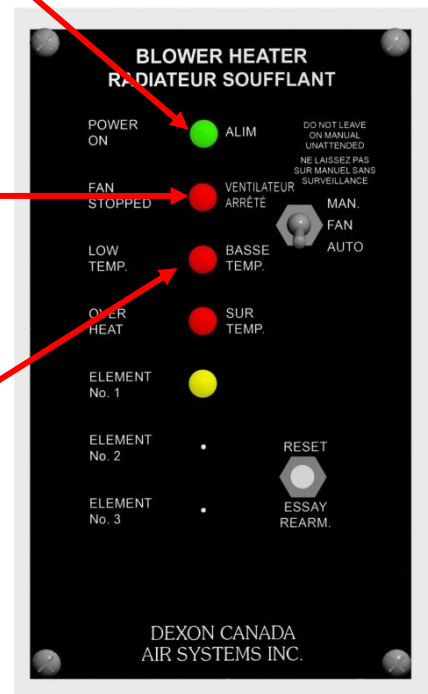 BLOWER HEATER
RADIATEUR SOUFFLANT
POWER
ON
ALIM
DO NOT LEAVE
ON MANUAL
UNATTENDED
NE LAISSEZ PAS
SUR MANUEL SANS
SURVEILLANCE
FAN
STOPPED
VENTILATEUR
ARRÊTÉ
MAN.
FAN
AUTO
LOW
TEMP.
BASSE
TEMP.
OVER
HEAT
SUR
TEMP.
ELEMENT
No. 1
ELEMENT
No. 2
RESET
ELEMENT
No. 3
ESSAY
REARM.
DEXON CANADA
AIR SYSTEMS INC.